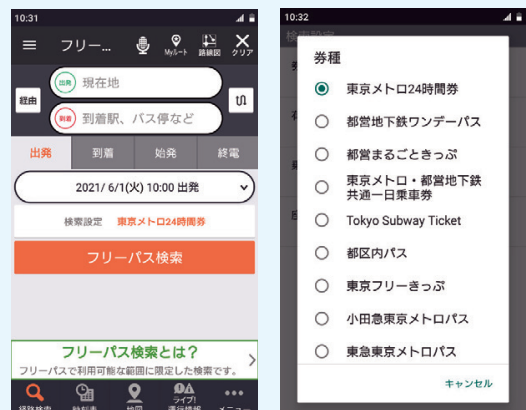 10:31
フリー...
Myルート
路線図
クリア
出発
現在地
経由
到着
到着駅、バス停など
出発
到着
始発
終電
2021/ 6/1(火) 10:00 出発
検索設定
東京メトロ24時間券
フリーパス検索
フリーパス検索とは？
フリーパスで利用可能な範囲に限定した検索です。
経路検索
時刻表
地図
ライブ!
運行情報
メニュー
10:32
検索設定
券種
東京メトロ24時間券
都営地下鉄ワンデーパス
都営まるごときっぷ
東京メトロ・都営地下鉄
共通一日乗車券
Tokyo Subway Ticket
都区内パス
東京フリーきっぷ
小田急東京メトロパス
東急東京メトロパス
キャンセル